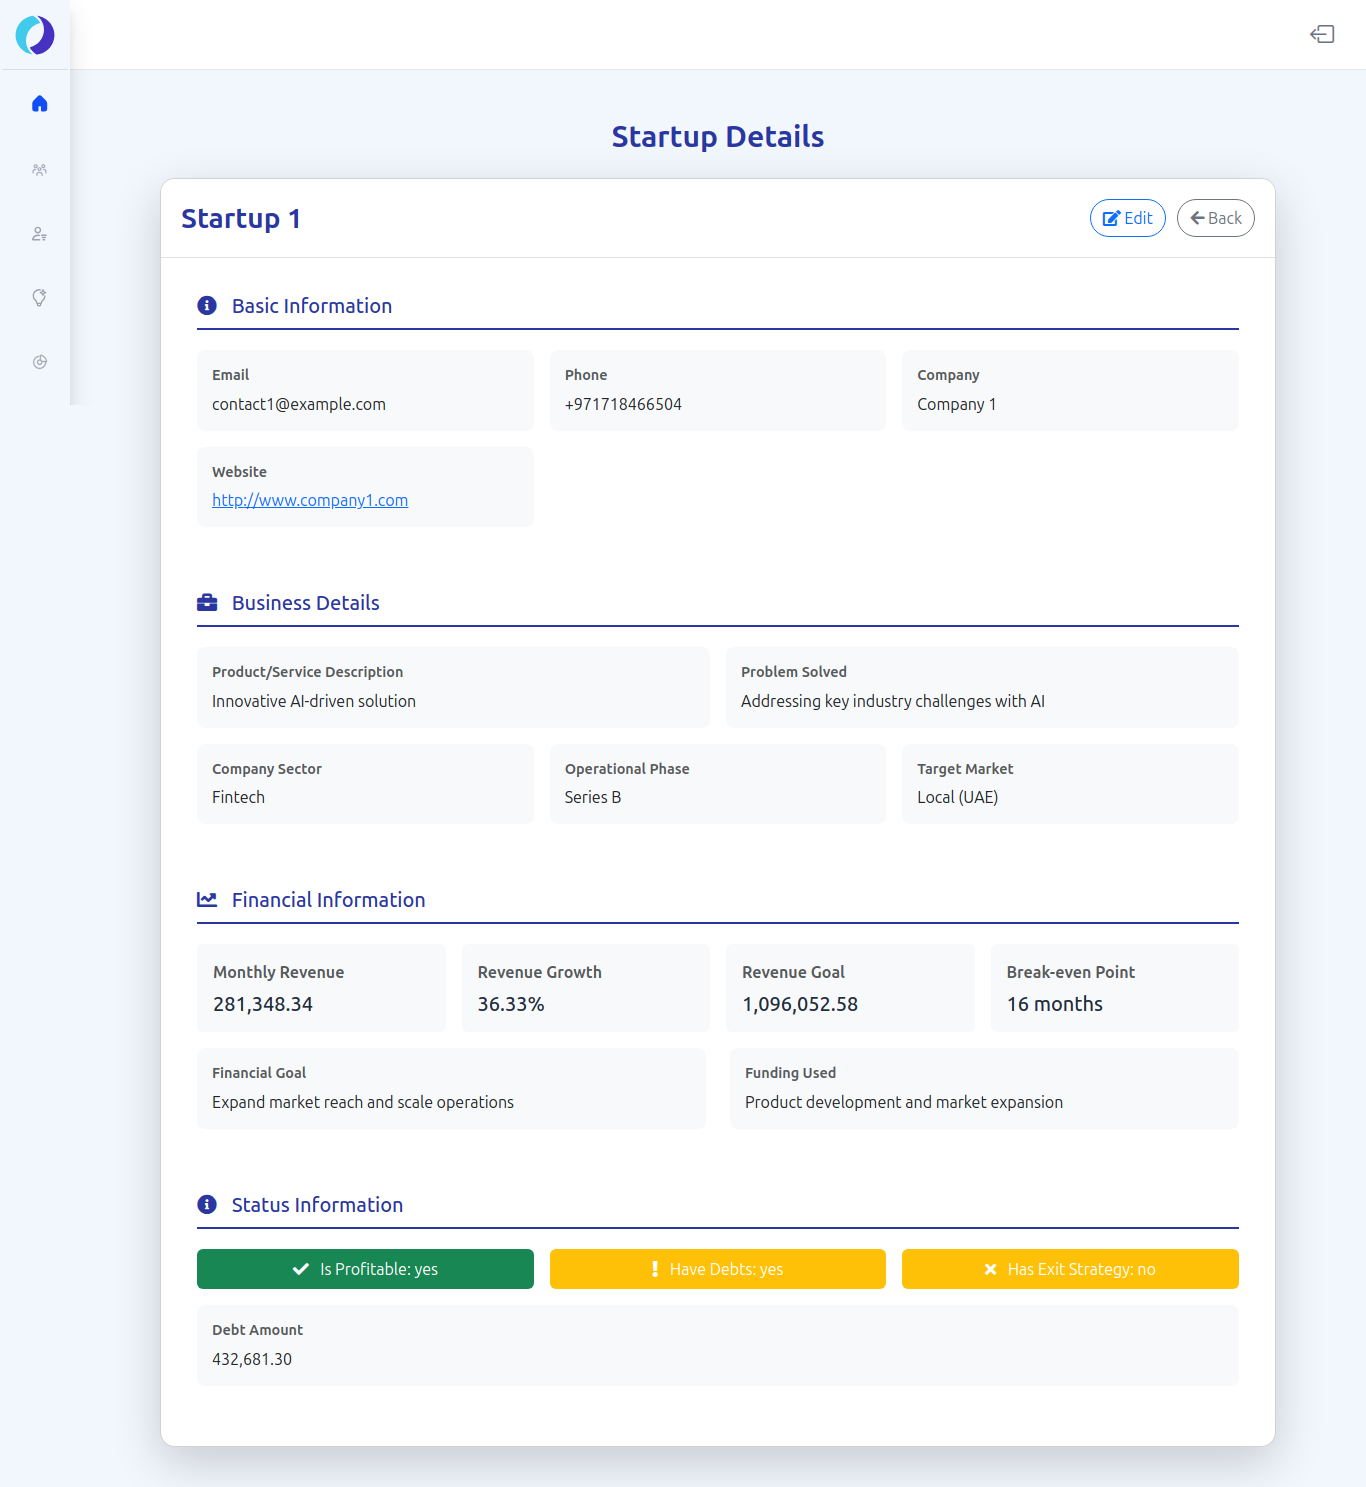 Startup Details
Startup 1
Edit
Back
Basic Information
Email
contact1@example.com
Phone
+971718466504
Company
Company 1
Website
http://www.company1.com
Business Details
Product/Service Description
Innovative AI-driven solution
Problem Solved
Addressing key industry challenges with AI
Company Sector
Fintech
Operational Phase
Series B
Target Market
Local (UAE)
Financial Information
Monthly Revenue
281,348.34
Revenue Growth
36.33%
Revenue Goal
1,096,052.58
Break-even Point
16 months
Financial Goal
Expand market reach and scale operations
Funding Used
Product development and market expansion
Status Information
Is Profitable: yes
Have Debts: yes
Has Exit Strategy: no
Debt Amount
432,681.30